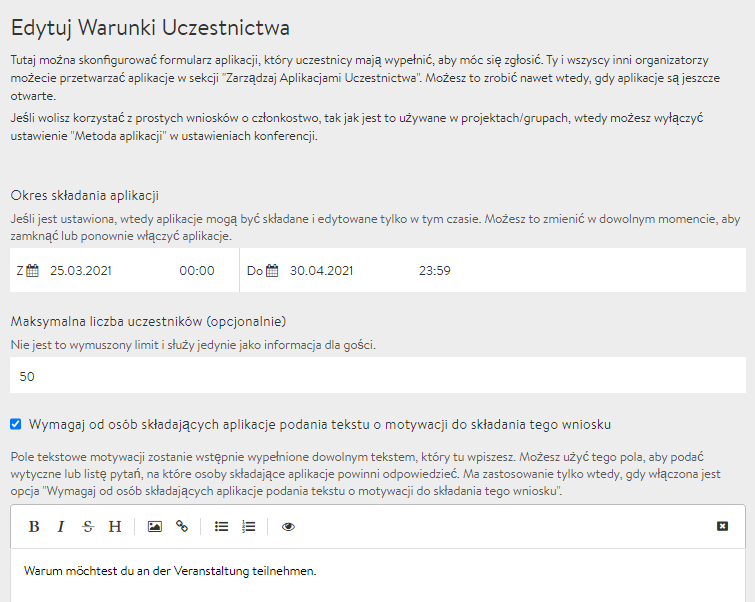 Edytuj Warunki Uczestnictwa
Tutaj można skonfigurować formularz aplikacji, który uczestnicy mają wypełnić, aby móc się zgłosić. Ty i wszyscy inni organizatorzy
możecie przetwarzać aplikacje w sekcji "Zarządzaj Aplikacjami Uczestnictwa". Możesz to zrobić nawet wtedy, gdy aplikacje są jeszcze
otwarte.
Jeśli wolisz korzystać z prostych wniosków o członkostwo, tak jak jest to używane w projektach/grupach, wtedy możesz wyłączyć
ustawienie "Metoda aplikacji" w ustawieniach konferencji.
Okres składania aplikacji
Jeśli jest ustawiona, wtedy aplikacje mogą być składane i edytowane tylko w tym czasie. Możesz to zmienić w dowolnym momencie, aby
zamknąć lub ponownie włączyć aplikacje.
Z 25.03.2021 00:00 Do 30.04.2021 23:59
Maksymalna liczba uczestników (opcjonalnie)
Nie jest to wymuszony limit i służy jedynie jako informacja dla gości.
50
Wymagaj od osób składających aplikacje podania tekstu o motywacji do składania tego wniosku
Pole tekstowe motywacji zostanie wstępnie wypełnione dowolnym tekstem, który tu wpiszesz. Możesz użyć tego pola, aby podać
wytyczne lub listę pytań, na które osoby składające aplikacje powinni odpowiedzieć. Ma zastosowanie tylko wtedy, gdy włączona jest
opcja "Wymagaj od osób składających aplikacje podania tekstu o motywacji do składania tego wniosku".
B I S H
Warum möchtest du an der Veranstaltung teilnehmen.